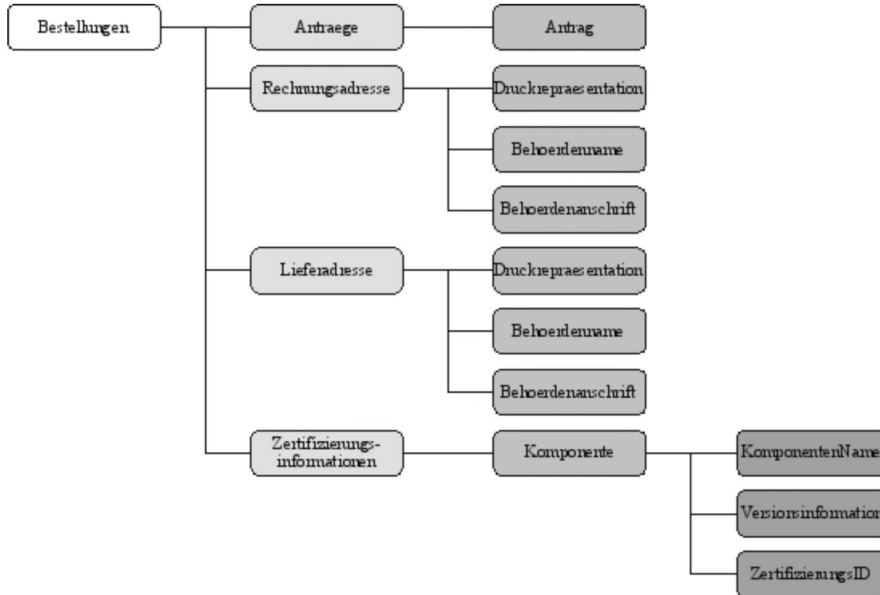 Bestellungen
Antraege
Antrag
Rechnungsadresse
Druckrepraesentation
Behoerdenname
Behoerdenanschrift
Lieferadresse
Druckrepraesentation
Behoerdenname
Behoerdenanschrift
Zertifizierungs-
informationen
Komponente
KomponentenName
Versionsinformation
ZertifizierungsID